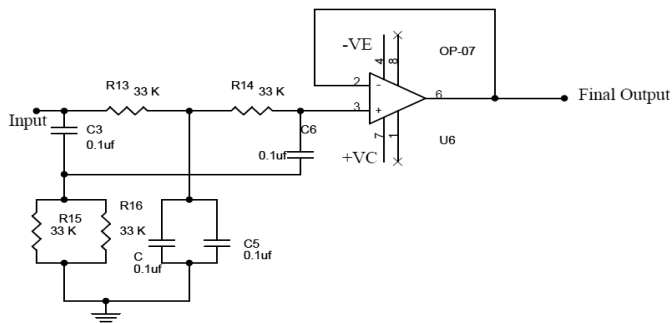 -VE
OP-07
4
8
R13
33 K
R14
33 K
2
-
6
3
+
Final Output
Input
C3
0.1uf
C6
0.1uf
7
1
U6
+VC
R15
33 K
R16
33 K
C
0.1uf
C5
0.1uf